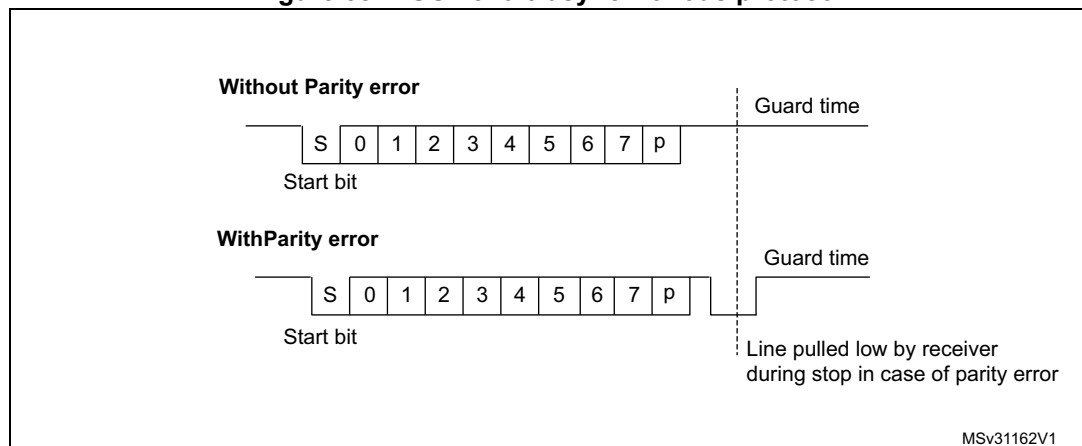 Without Parity error
Guard time
S 0 1 2 3 4 5 6 7 p
Start bit
WithParity error
Guard time
S 0 1 2 3 4 5 6 7 p
Start bit
Line pulled low by receiver
during stop in case of parity error
MSv31162V1